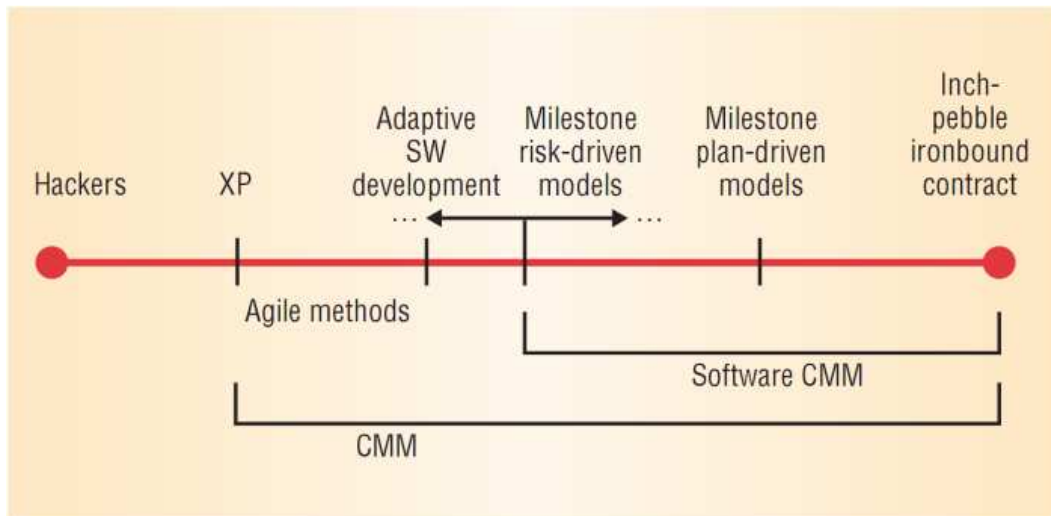 Hackers
XP
Adaptive
SW
development
Milestone
risk-driven
models
Milestone
plan-driven
models
Inch-
pebble
ironbound
contract
...
...
Agile methods
Software CMM
CMM